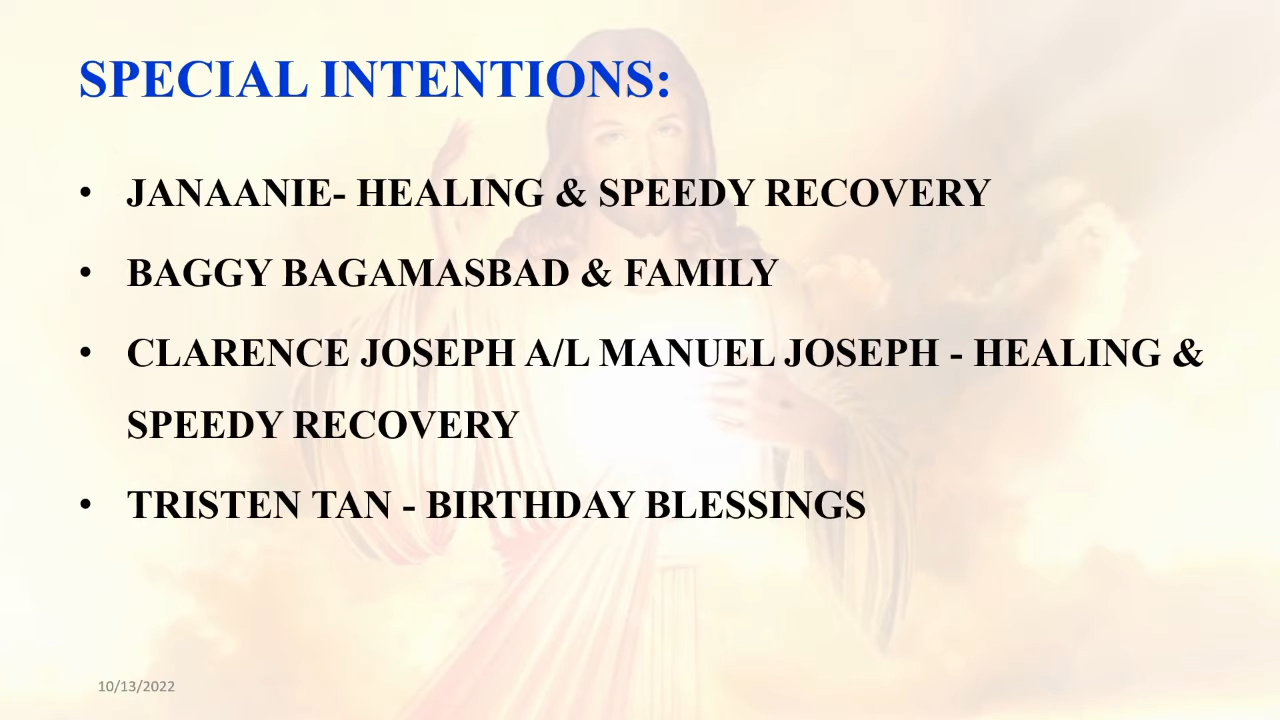 SPECIAL INTENTIONS:
• JANAANIE- HEALING & SPEEDY RECOVERY
• BAGGY BAGAMASBAD & FAMILY
• CLARENCE JOSEPH A/L MANUEL JOSEPH - HEALING &
SPEEDY RECOVERY
• TRISTEN TAN - BIRTHDAY BLESSINGS
10/13/2022